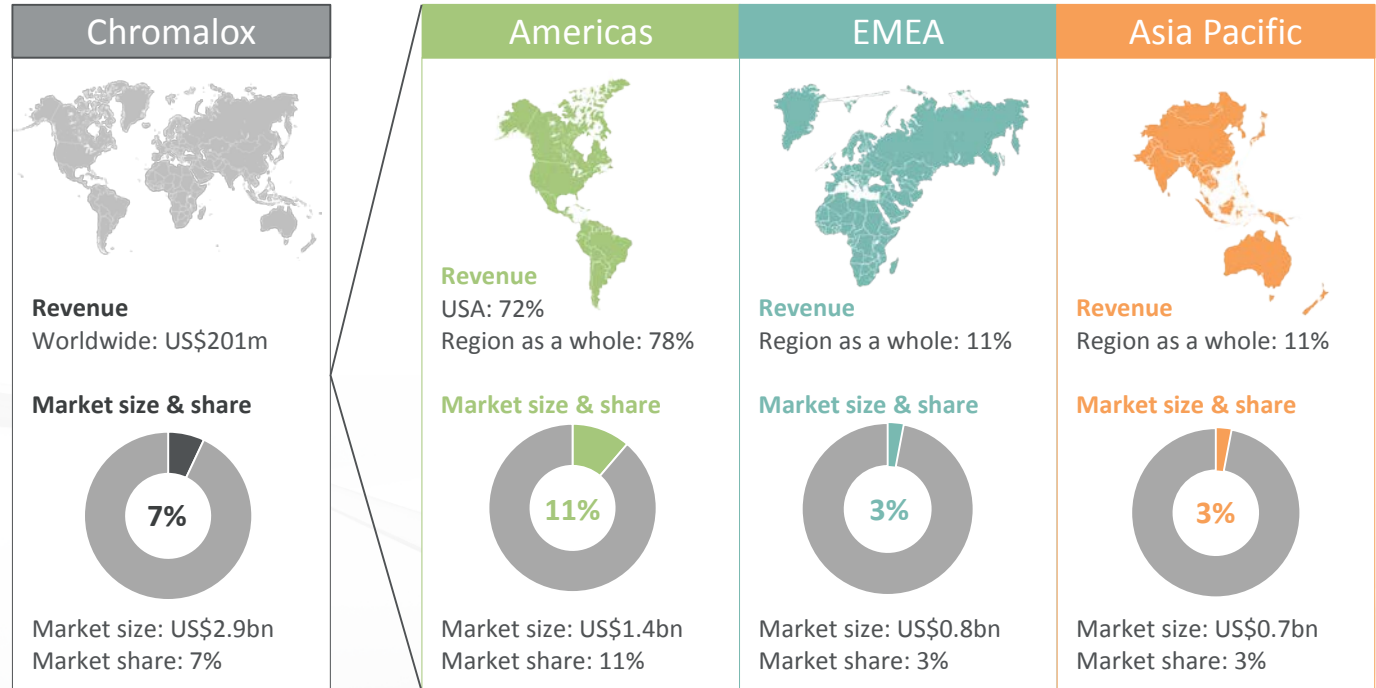 Chromalox
Revenue
Worldwide: US$201m
Market size & share
7%
Market size: US$2.9bn
Market share: 7%
Americas
Revenue
USA: 72%
Region as a whole: 78%
Market size & share
11%
Market size: US$1.4bn
Market share: 11%
EMEA
Revenue
Region as a whole: 11%
Market size & share
3%
Market size: US$0.8bn
Market share: 3%
Asia Pacific
Revenue
Region as a whole: 11%
Market size & share
3%
Market size: US$0.7bn
Market share: 3%